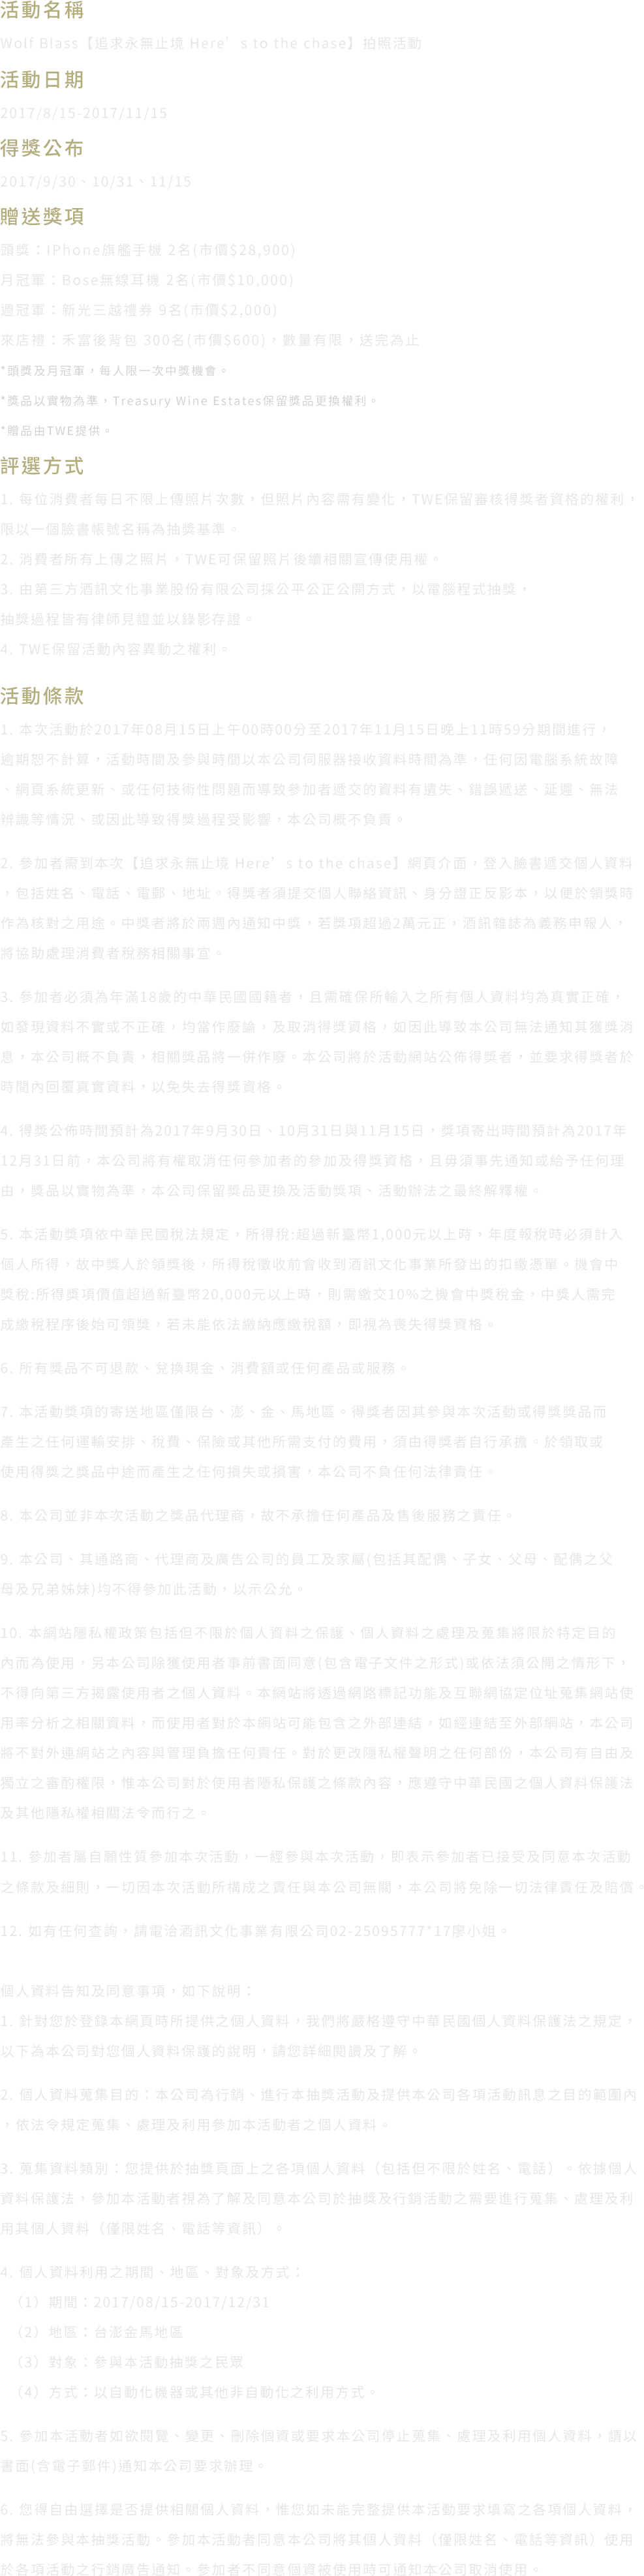 活動名稱
Wolf Blass【追求永無止境 Here’s to the chase】拍照活動
活動日期
2017/8/15-2017/11/15
得獎公布
2017/9/30、10/31、11/15
贈送獎項
頭獎：IPhone旗艦手機 2名(市價$28,900)
月冠軍：Bose無線耳機 2名(市價$10,000)
週冠軍：新光三越禮券 9名(市價$2,000)
來店禮：禾富後背包 300名(市價$600)，數量有限，送完為止
*頭獎及月冠軍，每人限一次中獎機會。
*獎品以實物為準，Treasury Wine Estates保留獎品更換權利。
*贈品由TWE提供。
評選方式
1. 每位消費者每日不限上傳照片次數，但照片內容需有變化，TWE保留審核得獎者資格的權利，
限以一個臉書帳號名稱為抽獎基準。
2. 消費者所有上傳之照片，TWE可保留照片後續相關宣傳使用權。
3. 由第三方酒訊文化事業股份有限公司採公平公正公開方式，以電腦程式抽獎，
抽獎過程皆有律師見證並以錄影存證。
4. TWE保留活動內容異動之權利。
活動條款
1. 本次活動於2017年08月15日上午00時00分至2017年11月15日晚上11時59分期間進行，
逾期恕不計算，活動時間及參與時間以本公司伺服器接收資料時間為準，任何因電腦系統故障
、網頁系統更新、或任何技術性問題而導致參加者遞交的資料有遺失、錯誤遞送、延遲、無法
辨識等情況、或因此導致得獎過程受影響，本公司概不負責。
2. 參加者需到本次【追求永無止境 Here’s to the chase】網頁介面，登入臉書遞交個人資料
，包括姓名、電話、電郵、地址。得獎者須提交個人聯絡資訊、身分證正反影本，以便於領獎時
作為核對之用途。中獎者將於兩週內通知中獎，若獎項超過2萬元正，酒訊雜誌為義務申報人，
將協助處理消費者稅務相關事宜。
3. 參加者必須為年滿18歲的中華民國國籍者，且需確保所輸入之所有個人資料均為真實正確，
如發現資料不實或不正確，均當作廢論，及取消得獎資格，如因此導致本公司無法通知其獲獎消
息，本公司概不負責，相關獎品將一併作廢。本公司將於活動網站公佈得獎者，並要求得獎者於
時間內回覆真實資料，以免失去得獎資格。
4. 得獎公佈時間預計為2017年9月30日、10月31日與11月15日，獎項寄出時間預計為2017年
12月31日前，本公司將有權取消任何參加者的參加及得獎資格，且毋須事先通知或給予任何理
由，獎品以實物為準，本公司保留獎品更換及活動獎項、活動辦法之最終解釋權。
5. 本活動獎項依中華民國稅法規定，所得稅:超過新臺幣1,000元以上時，年度報稅時必須計入
個人所得，故中獎人於領獎後，所得稅徵收前會收到酒訊文化事業所發出的扣繳憑單。機會中
獎稅:所得獎項價值超過新臺幣20,000元以上時，則需繳交10%之機會中獎稅金，中獎人需完
成繳稅程序後始可領獎，若未能依法繳納應繳稅額，即視為喪失得獎資格。
6. 所有獎品不可退款、兌換現金、消費額或任何產品或服務。
7. 本活動獎項的寄送地區僅限台、澎、金、馬地區。得獎者因其參與本次活動或得獎獎品而
產生之任何運輸安排、稅費、保險或其他所需支付的費用，須由得獎者自行承擔。於領取或
使用得獎之獎品中途而產生之任何損失或損害，本公司不負任何法律責任。
8. 本公司並非本次活動之獎品代理商，故不承擔任何產品及售後服務之責任。
9. 本公司、其通路商、代理商及廣告公司的員工及家屬(包括其配偶、子女、父母、配偶之父
母及兄弟姊妹)均不得參加此活動，以示公允。
10. 本網站隱私權政策包括但不限於個人資料之保護、個人資料之處理及蒐集將限於特定目的
內而為使用，另本公司除獲使用者事前書面同意(包含電子文件之形式)或依法須公開之情形下，
不得向第三方揭露使用者之個人資料。本網站將透過網路標記功能及互聯網協定位址蒐集網站使
用率分析之相關資料，而使用者對於本網站可能包含之外部連結，如經連結至外部網站，本公司
將不對外連網站之內容與管理負擔任何責任。對於更改隱私權聲明之任何部份，本公司有自由及
獨立之審酌權限，惟本公司對於使用者隱私保護之條款內容，應遵守中華民國之個人資料保護法
及其他隱私權相關法令而行之。
11. 參加者屬自願性質參加本次活動，一經參與本次活動，即表示參加者已接受及同意本次活動
之條款及細則，一切因本次活動所構成之責任與本公司無關，本公司將免除一切法律責任及賠償。
12. 如有任何查詢，請電洽酒訊文化事業有限公司02-25095777*17廖小姐。
個人資料告知及同意事項，如下說明：
1. 針對您於登錄本網頁時所提供之個人資料，我們將嚴格遵守中華民國個人資料保護法之規定，
以下為本公司對您個人資料保護的說明，請您詳細閱讀及了解。
2. 個人資料蒐集目的：本公司為行銷、進行本抽獎活動及提供本公司各項活動訊息之目的範圍內
，依法令規定蒐集、處理及利用參加本活動者之個人資料。
3. 蒐集資料類別：您提供於抽獎頁面上之各項個人資料（包括但不限於姓名、電話）。依據個人
資料保護法，參加本活動者視為了解及同意本公司於抽獎及行銷活動之需要進行蒐集、處理及利
用其個人資料（僅限姓名、電話等資訊）。
4. 個人資料利用之期間、地區、對象及方式：
（1）期間：2017/08/15-2017/12/31
（2）地區：台澎金馬地區
（3）對象：參與本活動抽獎之民眾
（4）方式：以自動化機器或其他非自動化之利用方式。
5. 參加本活動者如欲閱覽、變更、刪除個資或要求本公司停止蒐集、處理及利用個人資料，請以
書面(含電子郵件)通知本公司要求辦理。
6. 您得自由選擇是否提供相關個人資料，惟您如未能完整提供本活動要求填寫之各項個人資料，
將無法參與本抽獎活動。參加本活動者同意本公司將其個人資料（僅限姓名、電話等資訊）使用
於各項活動之行銷廣告通知。參加者不同意個資被使用時可通知本公司取消使用。